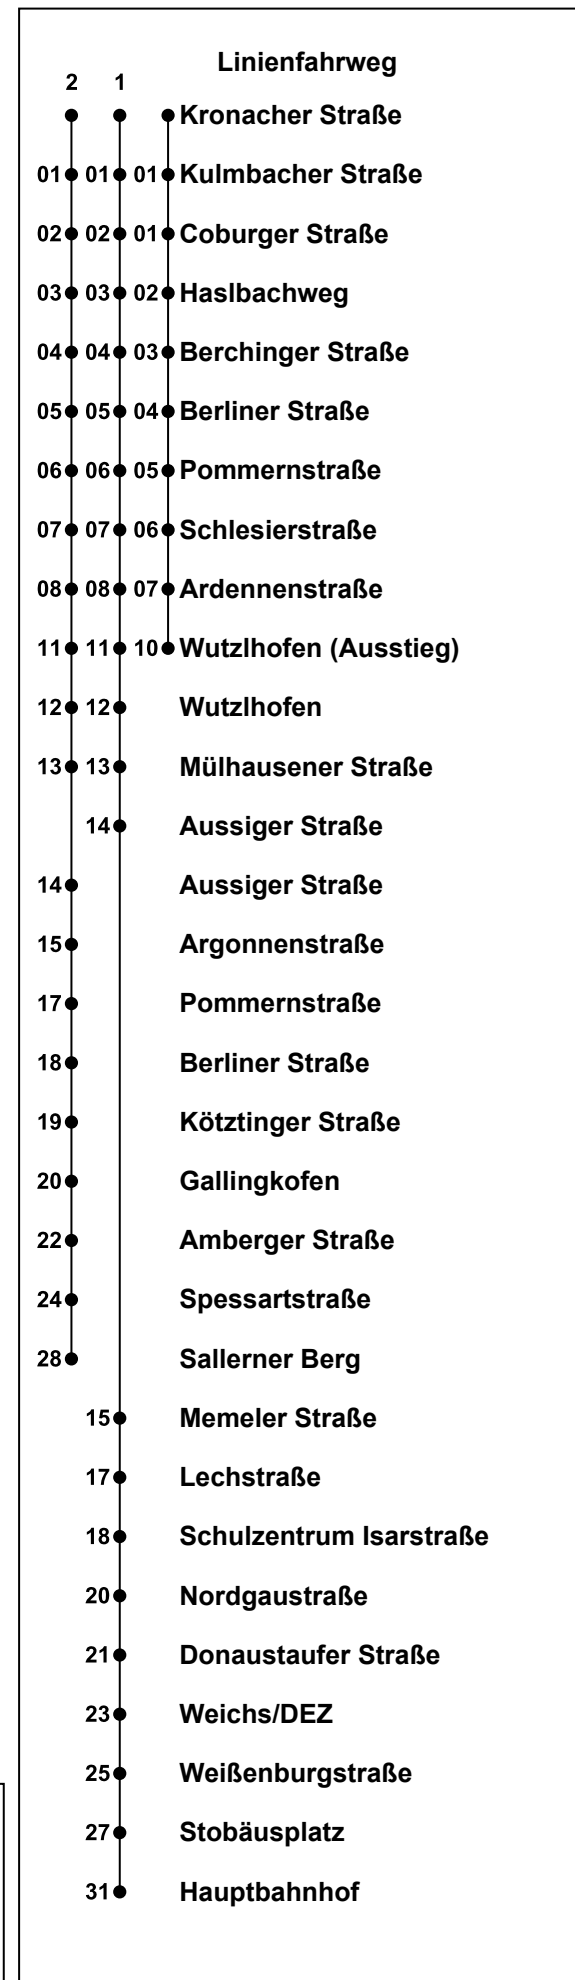 Linienfahrweg
2 1
Kronacher Straße
01 01 01 Kulmbacher Straße
02 02 01 Coburger Straße
03 03 02 Haslbachweg
04 04 03 Berchinger Straße
05 05 04 Berliner Straße
06 06 05 Pommernstraße
07 07 06 Schlesierstraße
08 08 07 Ardennenstraße
11 11 10 Wutzlhofen (Ausstieg)
12 12 Wutzlhofen
13 13 Mülhausener Straße
14 Aussiger Straße
14 Aussiger Straße
15 Argonnenstraße
17 Pommernstraße
18 Berliner Straße
19 Kötztinger Straße
20 Gallingkofen
22 Amberger Straße
24 Spessartstraße
28 Sallerner Berg
15 Memeler Straße
17 Lechstraße
18 Schulzentrum Isarstraße
20 Nordgaustraße
21 Donaustaufer Straße
23 Weichs/DEZ
25 Weißenburgstraße
27 Stobäusplatz
31 Hauptbahnhof